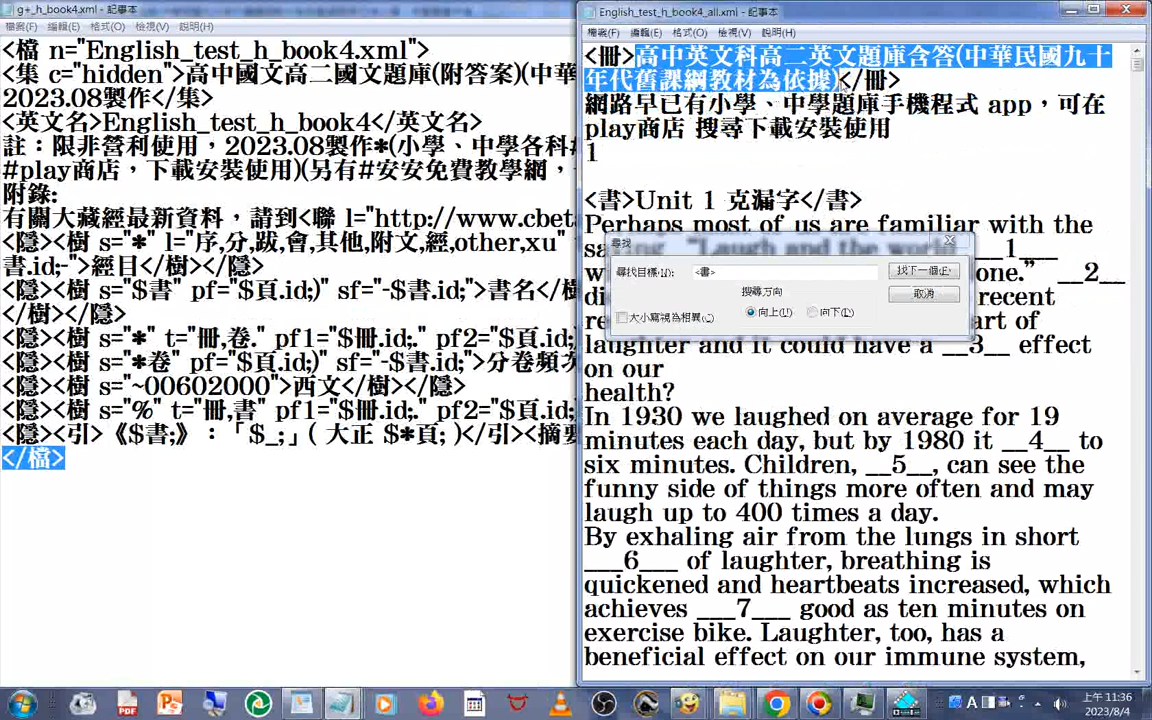 g+_h_book4.xml - 記事本
檔案(F) 編輯(E) 格式(O) 檢視(V) 說明(H)
<檔 n="English_test_h_book4.xml">
<集 c="hidden">高中國文高二國文題庫(附答案)(中華
2023.08製作</集>
<英文名>English_test_h_book4</英文名>
註：限非營利使用，2023.08製作*(小學、中學各科#
#play商店，下載安裝使用)(另有#安安免費教學網，
附錄:
有關大藏經最新資料，請到<聯 l="http://www.cbeta
<隱><樹 s="*" l="序,分,跋,會,其他,附文,經,other,xu"
書.id;-">經目</樹></隱>
<隱><樹 s="$書" pf="$頁.id;)" sf="-$書.id;">書名</樹
</樹></隱>
<隱><樹 s="*" t="冊,卷." pf1="$冊.id;." pf2="$頁.id;
<隱><樹 s="*卷" pf="$頁.id;)" sf="-$書.id;">分卷頻次
<隱><樹 s="~00602000">西文</樹></隱>
<隱><樹 s="%" t="冊,書" pf1="$冊.id;." pf2="$頁.id;
<隱><引>《$書;》：「$_;」( 大正 $*頁; )</引><摘要
</檔>
English_test_h_book4_all.xml - 記事本
檔案(F) 編輯(E) 格式(O) 檢視(V) 說明(H)
<冊>高中英文科高二英文題庫含答(中華民國九十
年代舊課綱教材為依據)</冊>
網路早已有小學、中學題庫手機程式 app，可在
play商店 搜尋下載安裝使用
1
<書>Unit 1 克漏字</書>
Perhaps most of us are familiar with the
saying, “Laugh and the world __1___
one.” __2__
recent
art of
laughter and it could have a __3__ effect
on our
health?
In 1930 we laughed on average for 19
minutes each day, but by 1980 it __4__ to
six minutes. Children, __5__, can see the
funny side of things more often and may
laugh up to 400 times a day.
By exhaling air from the lungs in short
___6___ of laughter, breathing is
quickened and heartbeats increased, which
achieves ___7___ good as ten minutes on
exercise bike. Laughter, too, has a
beneficial effect on our immune system,
尋找
尋找目標(N): <書> 找下一個(F)
搜尋方向 取消
大小寫視為相異(C) 向上(U) 向下(D)
A
上午 11:36
2023/8/4